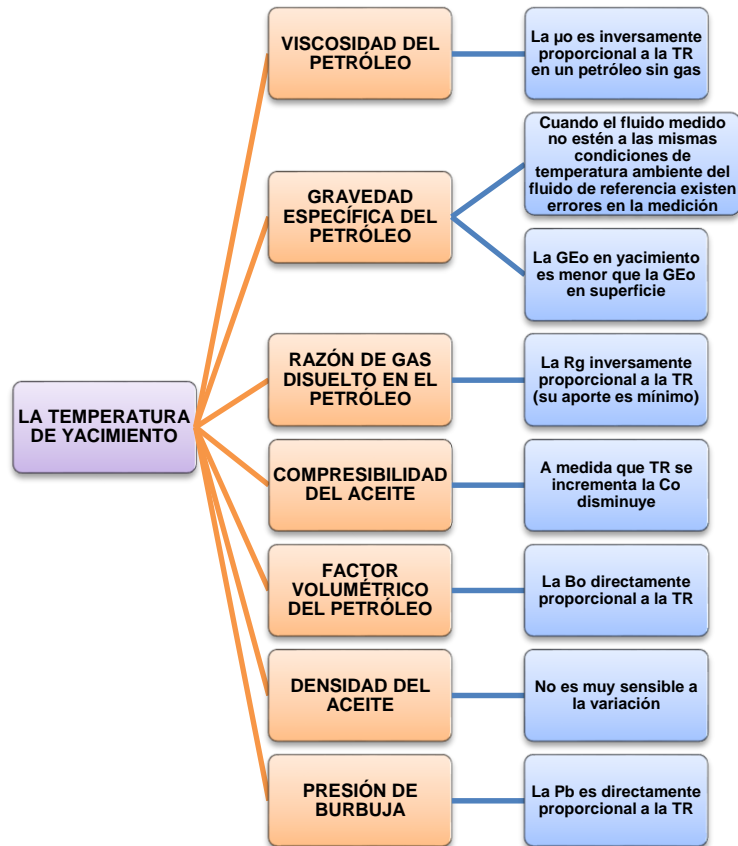 LA TEMPERATURA
DE YACIMIENTO
VISCOSIDAD DEL
PETRÓLEO
La µo es inversamente
proporcional a la TR
en un petróleo sin gas
GRAVEDAD
ESPECÍFICA DEL
PETRÓLEO
Cuando el fluido medido
no estén a las mismas
condiciones de
temperatura ambiente del
fluido de referencia existen
errores en la medición
La GEo en yacimiento
es menor que la GEo
en superficie
RAZÓN DE GAS
DISUELTO EN EL
PETRÓLEO
La Rg inversamente
proporcional a la TR
(su aporte es mínimo)
COMPRESIBILIDAD
DEL ACEITE
A medida que TR se
incrementa la Co
disminuye
FACTOR
VOLUMÉTRICO
DEL PETRÓLEO
La Bo directamente
proporcional a la TR
DENSIDAD DEL
ACEITE
No es muy sensible a
la variación
PRESIÓN DE
BURBUJA
La Pb es directamente
proporcional a la TR